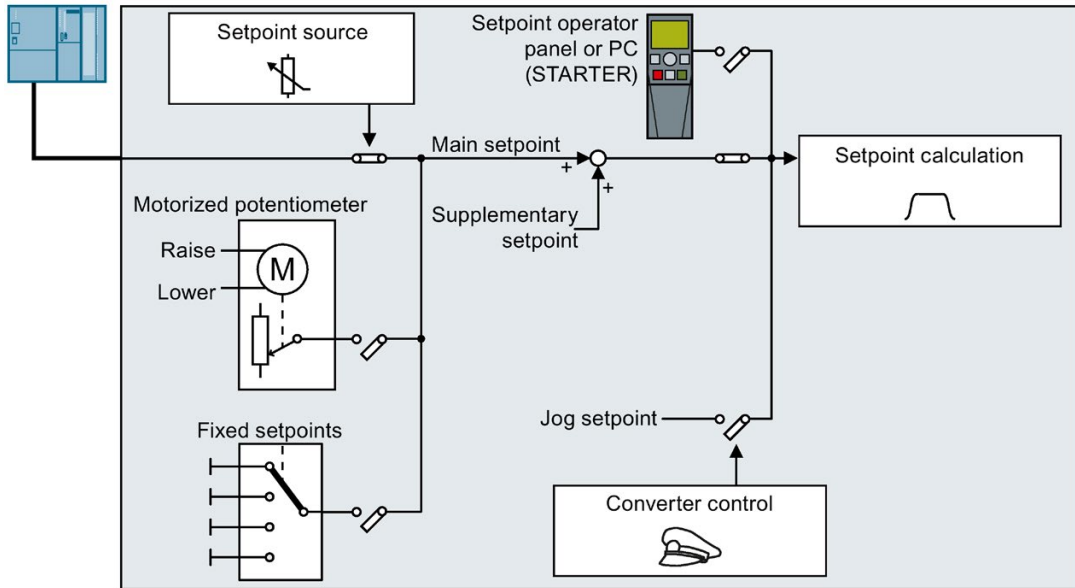 Setpoint source
Setpoint operator
panel or PC
(STARTER)
Main setpoint
+
+
Supplementary
setpoint
Setpoint calculation
Motorized potentiometer
Raise
M
Lower
Fixed setpoints
Jog setpoint
Converter control